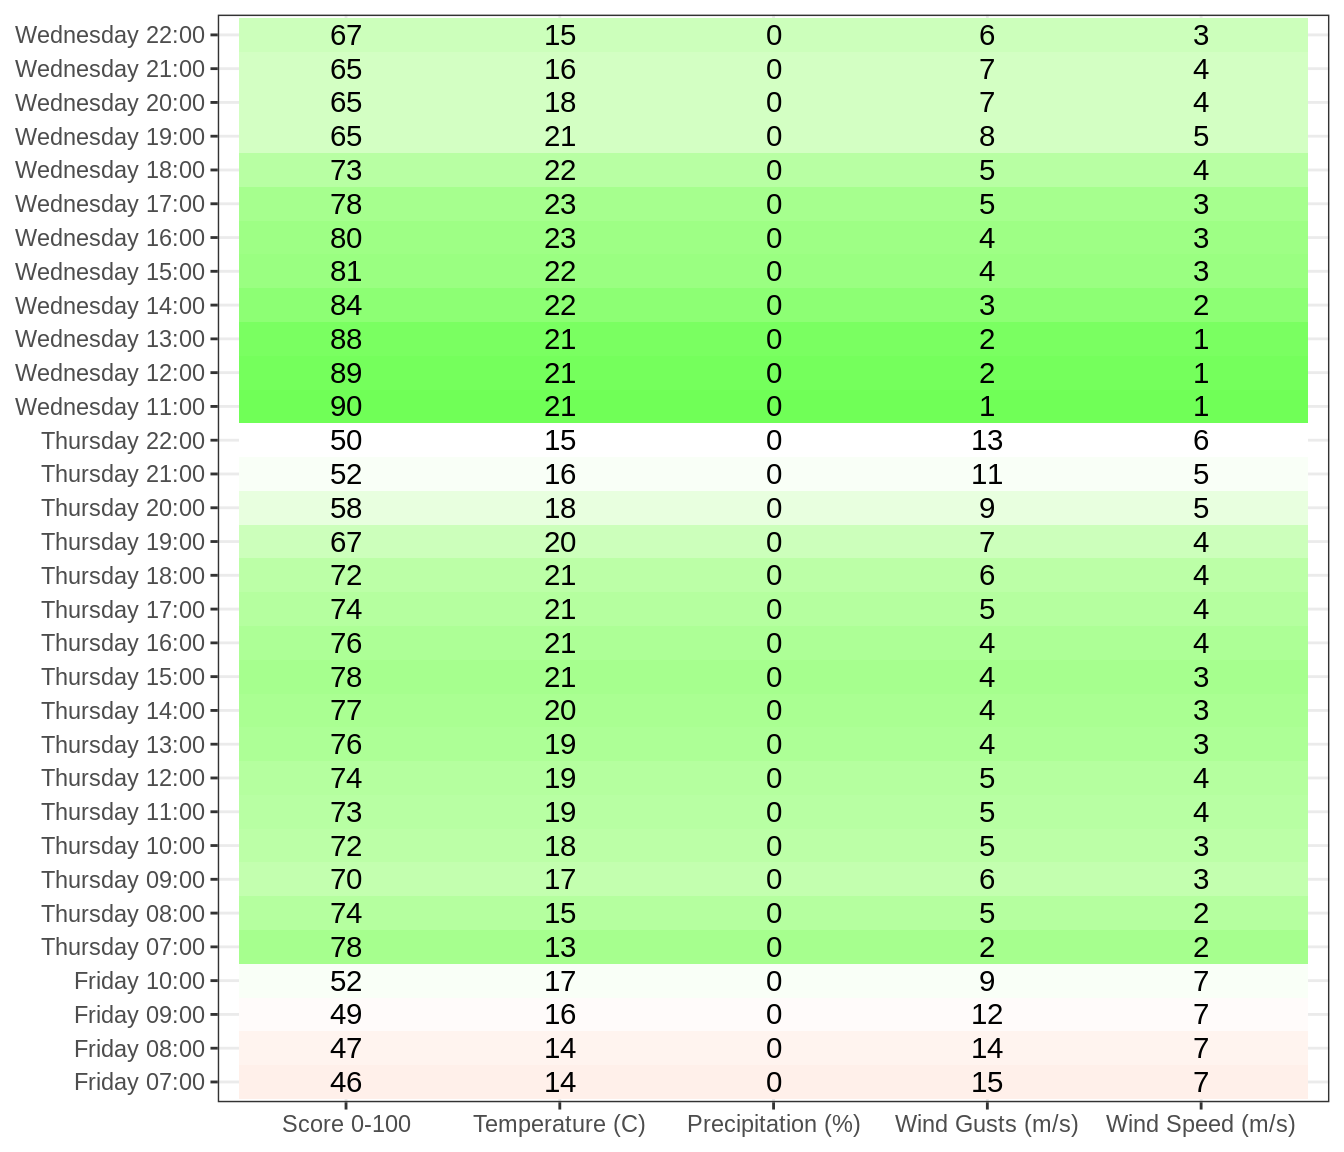 Wednesday 22:00 67 15 0 6 3
Wednesday 21:00 65 16 0 7 4
Wednesday 20:00 65 18 0 7 4
Wednesday 19:00 65 21 0 8 5
Wednesday 18:00 73 22 0 5 4
Wednesday 17:00 78 23 0 5 3
Wednesday 16:00 80 23 0 4 3
Wednesday 15:00 81 22 0 4 3
Wednesday 14:00 84 22 0 3 2
Wednesday 13:00 88 21 0 2 1
Wednesday 12:00 89 21 0 2 1
Wednesday 11:00 90 21 0 1 1
Thursday 22:00 50 15 0 13 6
Thursday 21:00 52 16 0 11 5
Thursday 20:00 58 18 0 9 5
Thursday 19:00 67 20 0 7 4
Thursday 18:00 72 21 0 6 4
Thursday 17:00 74 21 0 5 4
Thursday 16:00 76 21 0 4 4
Thursday 15:00 78 21 0 4 3
Thursday 14:00 77 20 0 4 3
Thursday 13:00 76 19 0 4 3
Thursday 12:00 74 19 0 5 4
Thursday 11:00 73 19 0 5 4
Thursday 10:00 72 18 0 5 3
Thursday 09:00 70 17 0 6 3
Thursday 08:00 74 15 0 5 2
Thursday 07:00 78 13 0 2 2
Friday 10:00 52 17 0 9 7
Friday 09:00 49 16 0 12 7
Friday 08:00 47 14 0 14 7
Friday 07:00 46 14 0 15 7
Score 0-100 Temperature (C) Precipitation (%) Wind Gusts (m/s) Wind Speed (m/s)